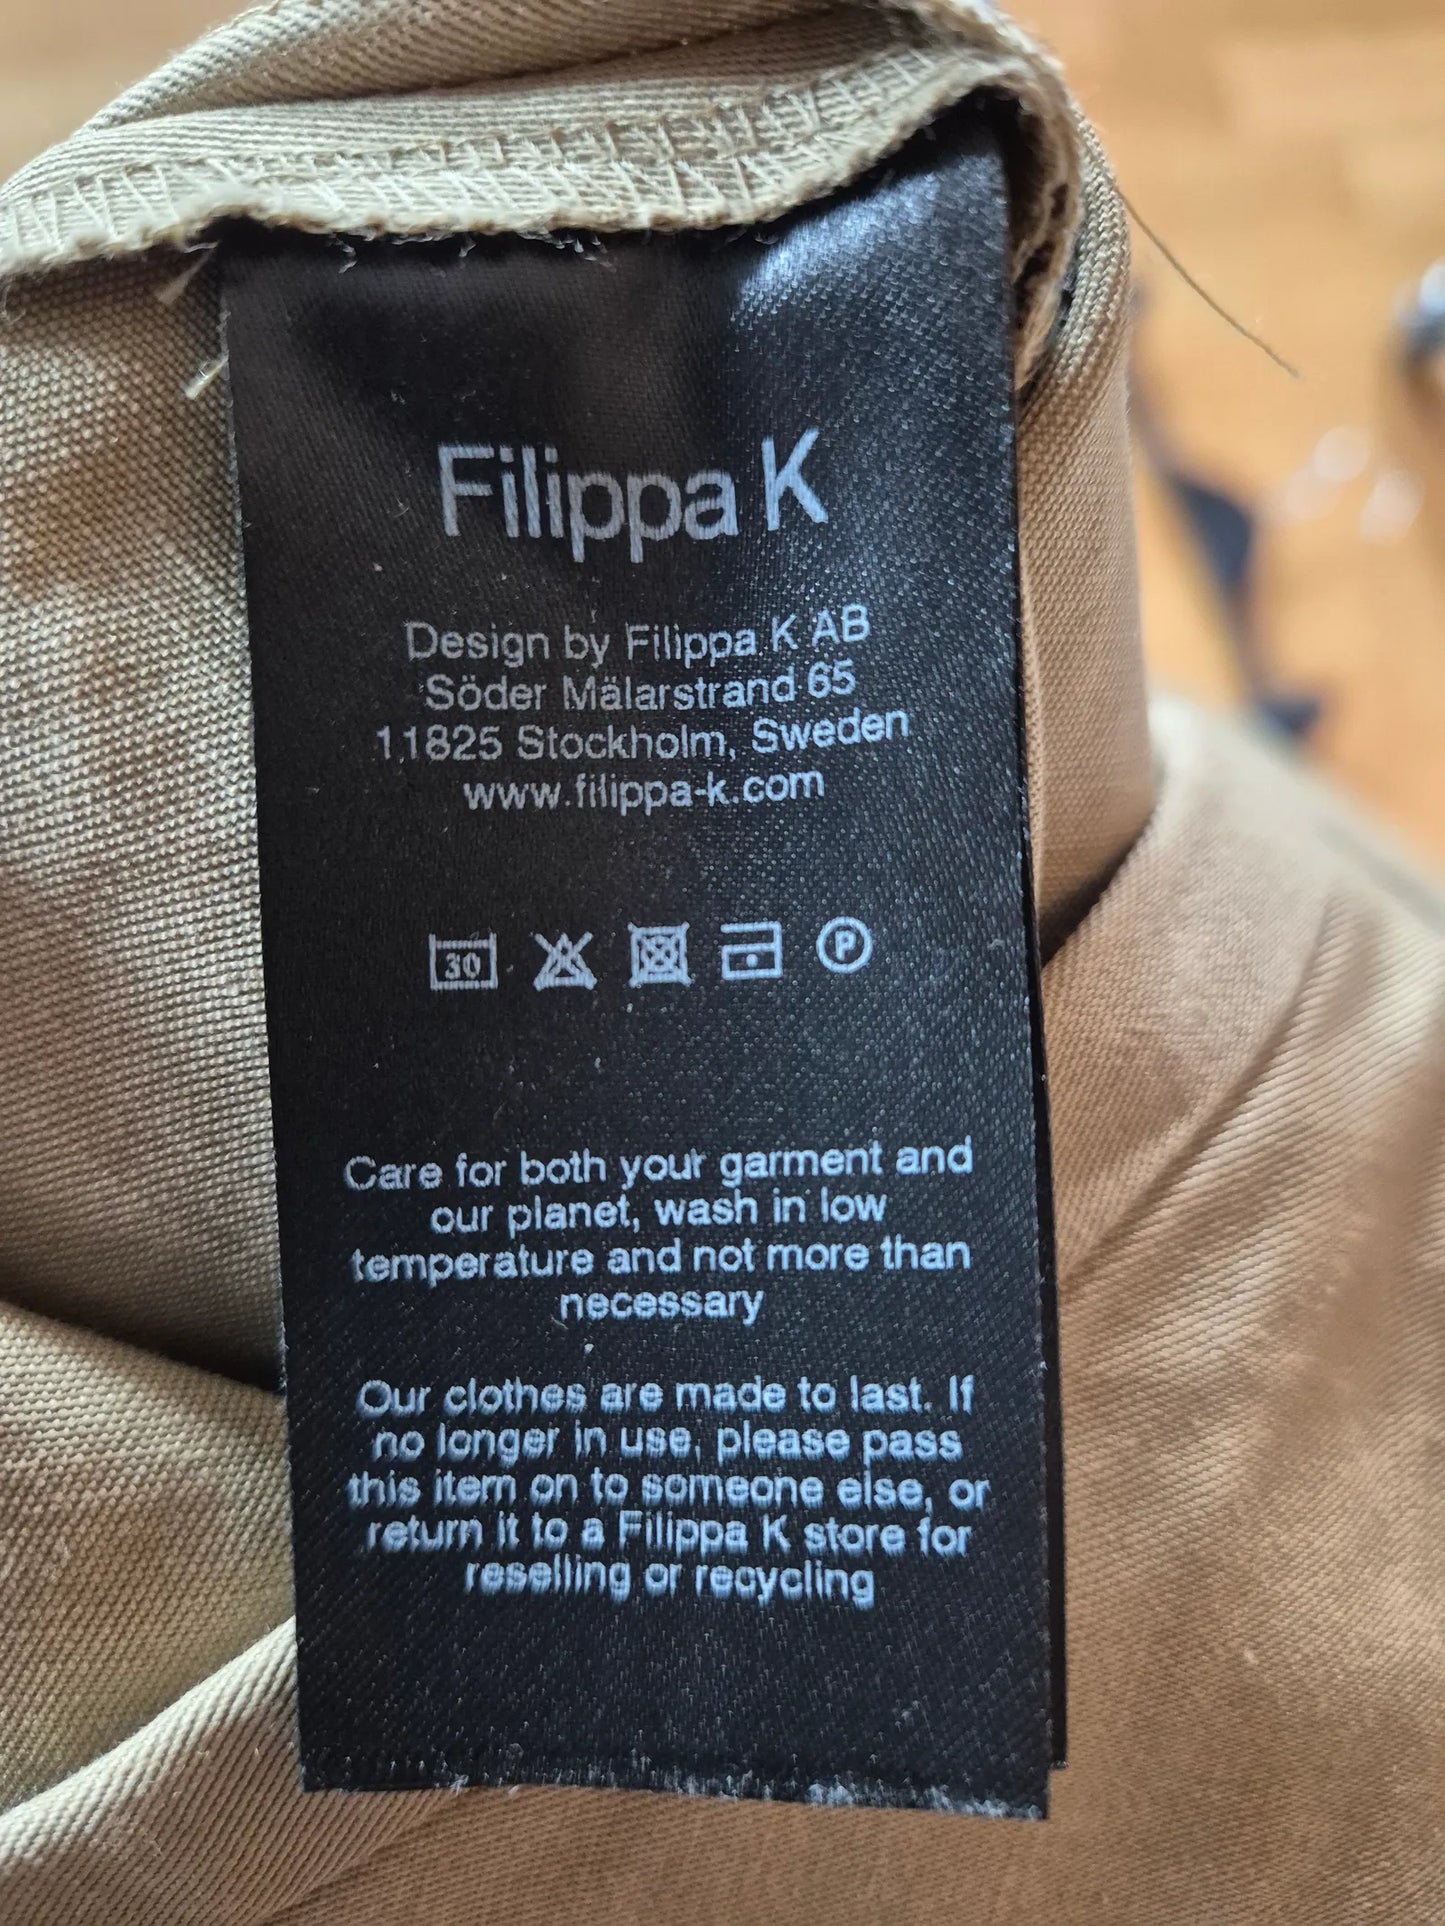 Filippa K
Design by Filippa K AB
Söder Mälarstrand 65
11825 Stockholm, Sweden
www.filippa-k.com
30
P
Care for both your garment and
our planet, wash in low
temperature and not more than
necessary
Our clothes are made to last. If
no longer in use, please pass
this item on to someone else, or
return it to a Filippa K store for
reselling or recycling